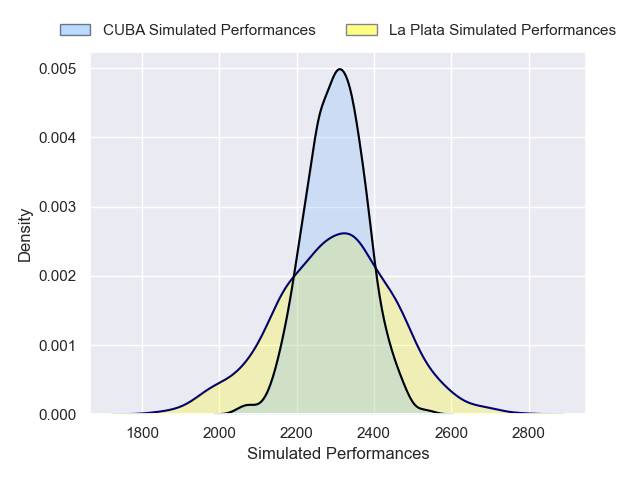 CUBA Simulated Performances La Plata Simulated Performances
0.005
0.004
0.003
0.002
0.001
0.000
Density
1800 2000 2200 2400 2600 2800
Simulated Performances